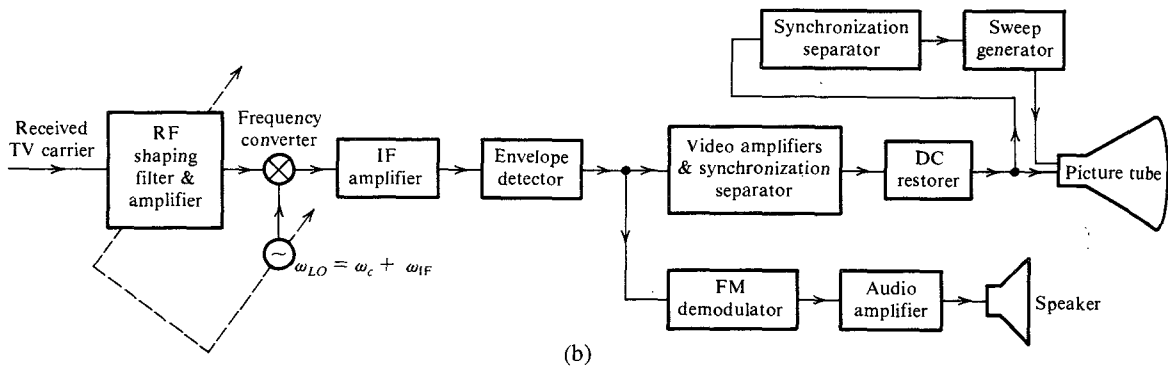 Synchronization
separator
Sweep
generator
Received
TV carrier
RF
shaping
filter &
amplifier
Frequency
converter
IF
amplifier
Envelope
detector
Video amplifiers
& synchronization
separator
DC
restorer
Picture tube
~
ω_LO = ω_c + ω_IF
FM
demodulator
Audio
amplifier
Speaker
(b)